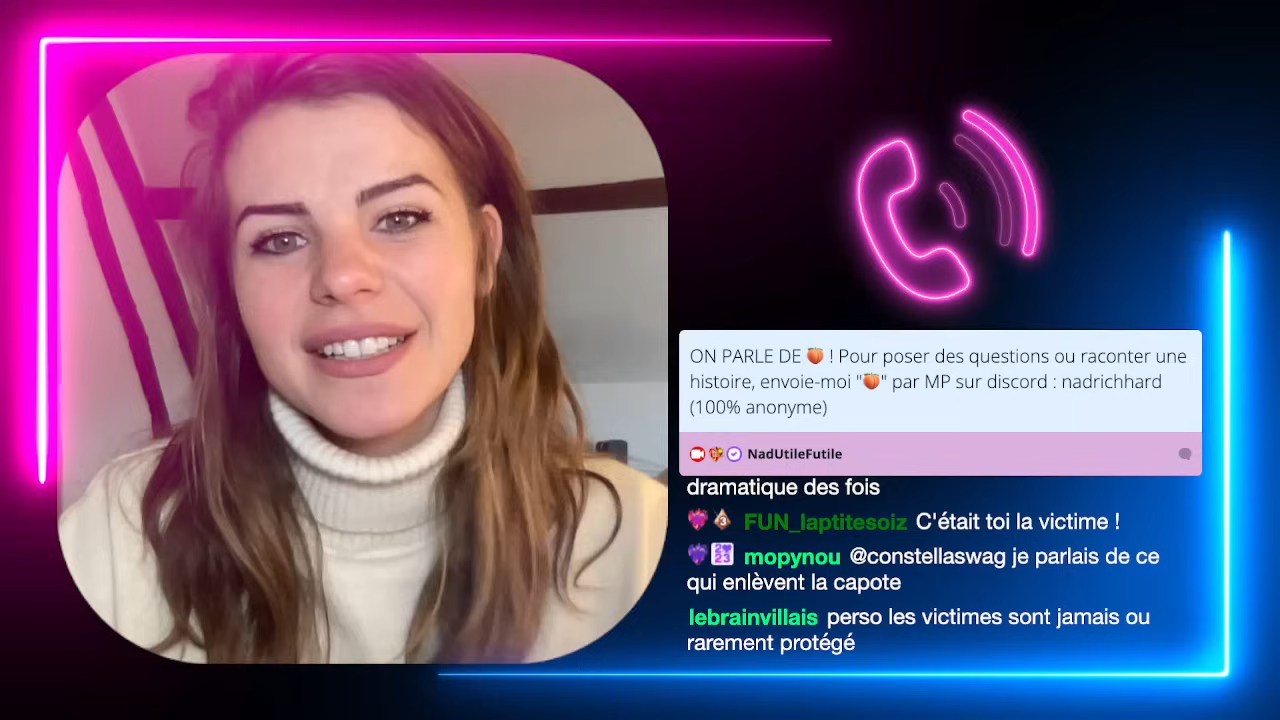 ON PARLE DE 🍑 ! Pour poser des questions ou raconter une
histoire, envoie-moi "🍑" par MP sur discord : nadrichhard
(100% anonyme)
NadUtileFutile
dramatique des fois
3 FUN_laptitesoiz C'était toi la victime !
mopynou @constellaswag je parlais de ce
qui enlèvent la capote
lebrainvillais perso les victimes sont jamais ou
rarement protégé